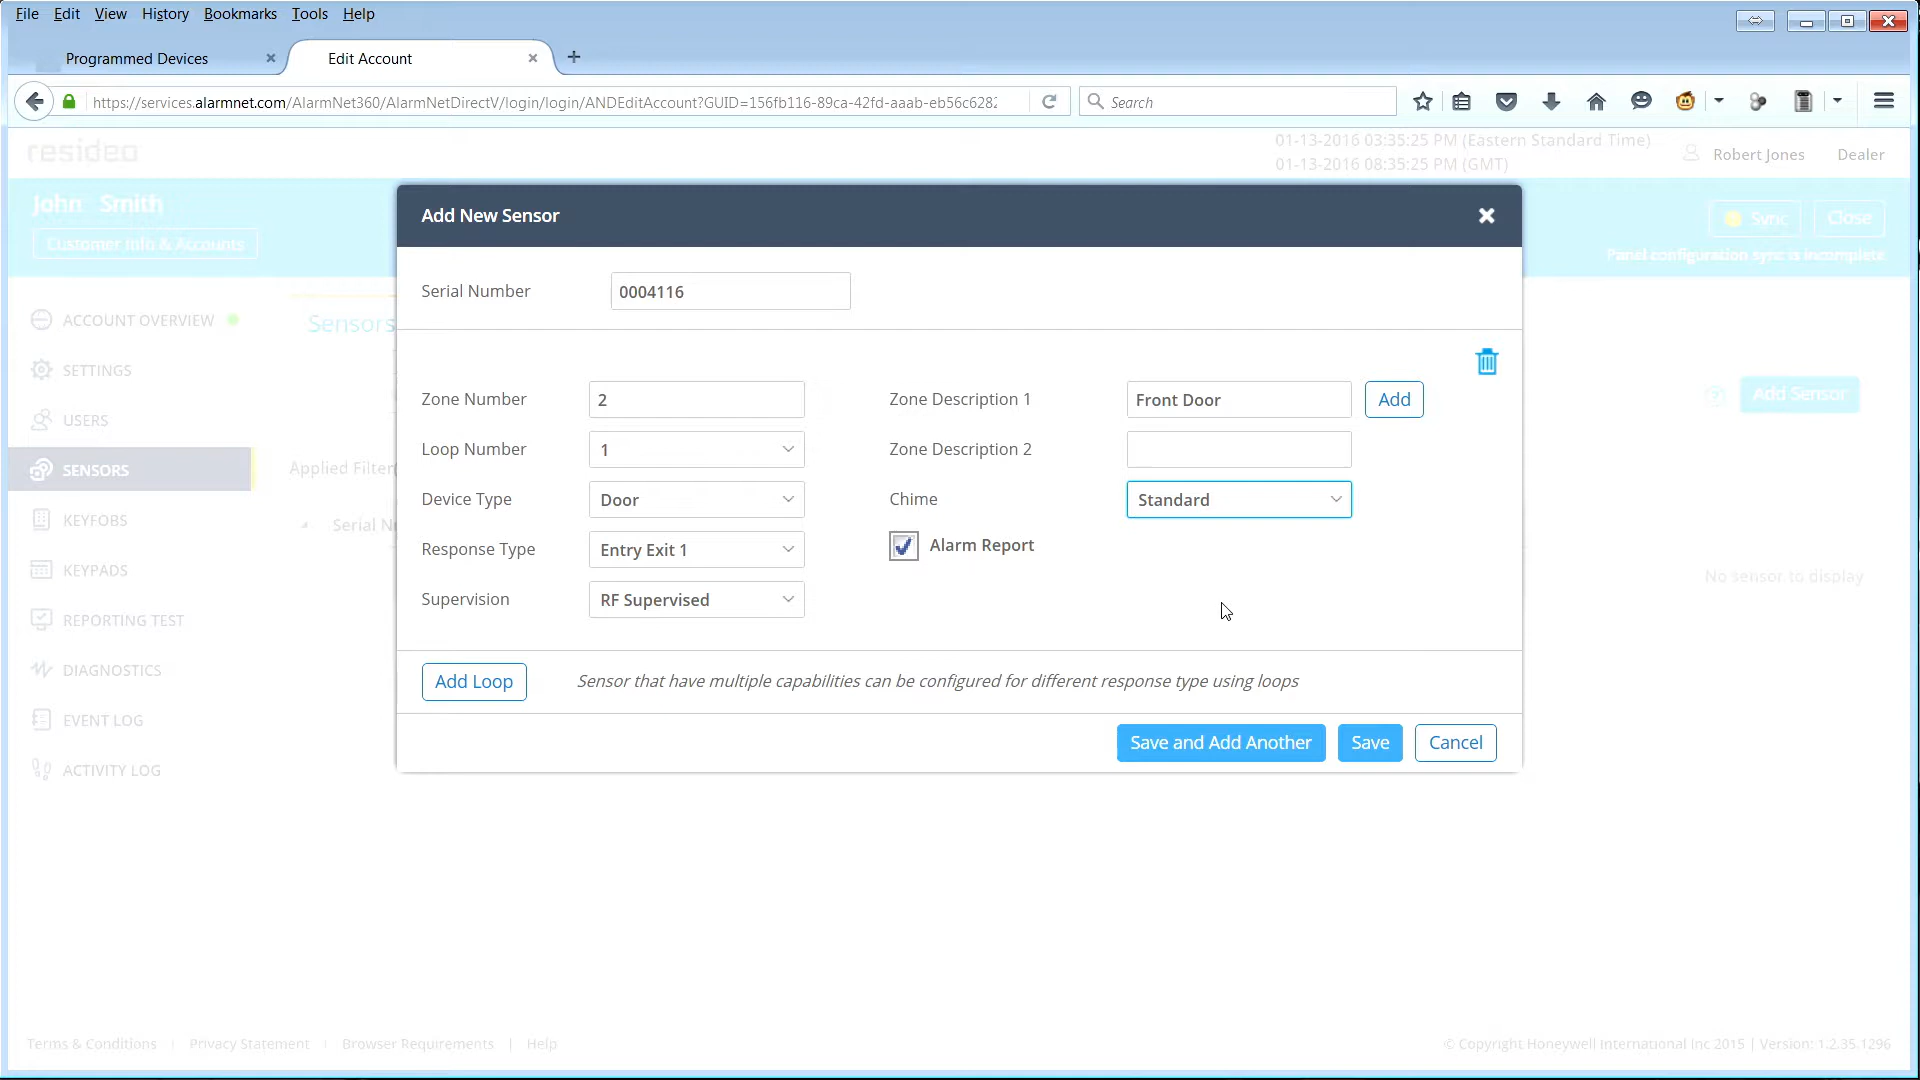 File Edit View History Bookmarks Tools Help
Programmed Devices
Edit Account
https://services.alarmnet.com/AlarmNet360/AlarmNetDirectV/login/login/ANDEditAccount?GUID=156fb116-89ca-42fd-aaab-eb56c6282
Search
resideo
01-13-2016 03:35:25 PM (Eastern Standard Time)
01-13-2016 08:35:25 PM (GMT)
Robert Jones
Dealer
John Smith
Customer Info & Accounts
Sync
Close
Panel configuration sync is incomplete
ACCOUNT OVERVIEW
SETTINGS
USERS
SENSORS
KEYFOBS
KEYPADS
REPORTING TEST
DIAGNOSTICS
EVENT LOG
ACTIVITY LOG
Sensors
Add Sensor
Applied Filter
Serial N
No sensor to display
Add New Sensor
Serial Number 0004116
Zone Number 2
Zone Description 1 Front Door Add
Loop Number 1
Zone Description 2
Device Type Door
Chime Standard
Response Type Entry Exit 1
Alarm Report
Supervision RF Supervised
Add Loop Sensor that have multiple capabilities can be configured for different response type using loops
Save and Add Another Save Cancel
Terms & Conditions | Privacy Statement | Browser Requirements | Help
© Copyright Honeywell International Inc 2015 | Version: 1.2.35.1296